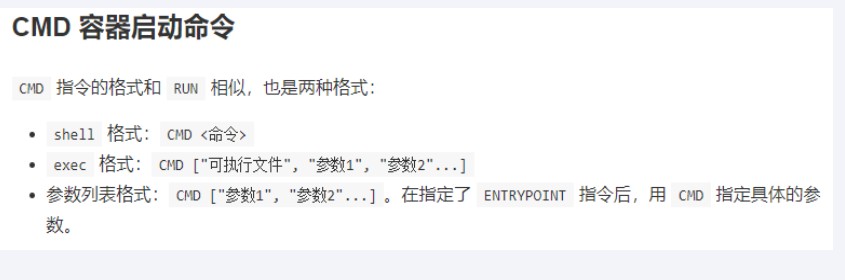 CMD 容器启动命令
CMD 指令的格式和 RUN 相似，也是两种格式：
• shell 格式： CMD <命令>
• exec 格式： CMD ["可执行文件", "参数1", "参数2"...]
• 参数列表格式： CMD ["参数1", "参数2"...] 。在指定了 ENTRYPOINT 指令后，用 CMD 指定具体的参
数。